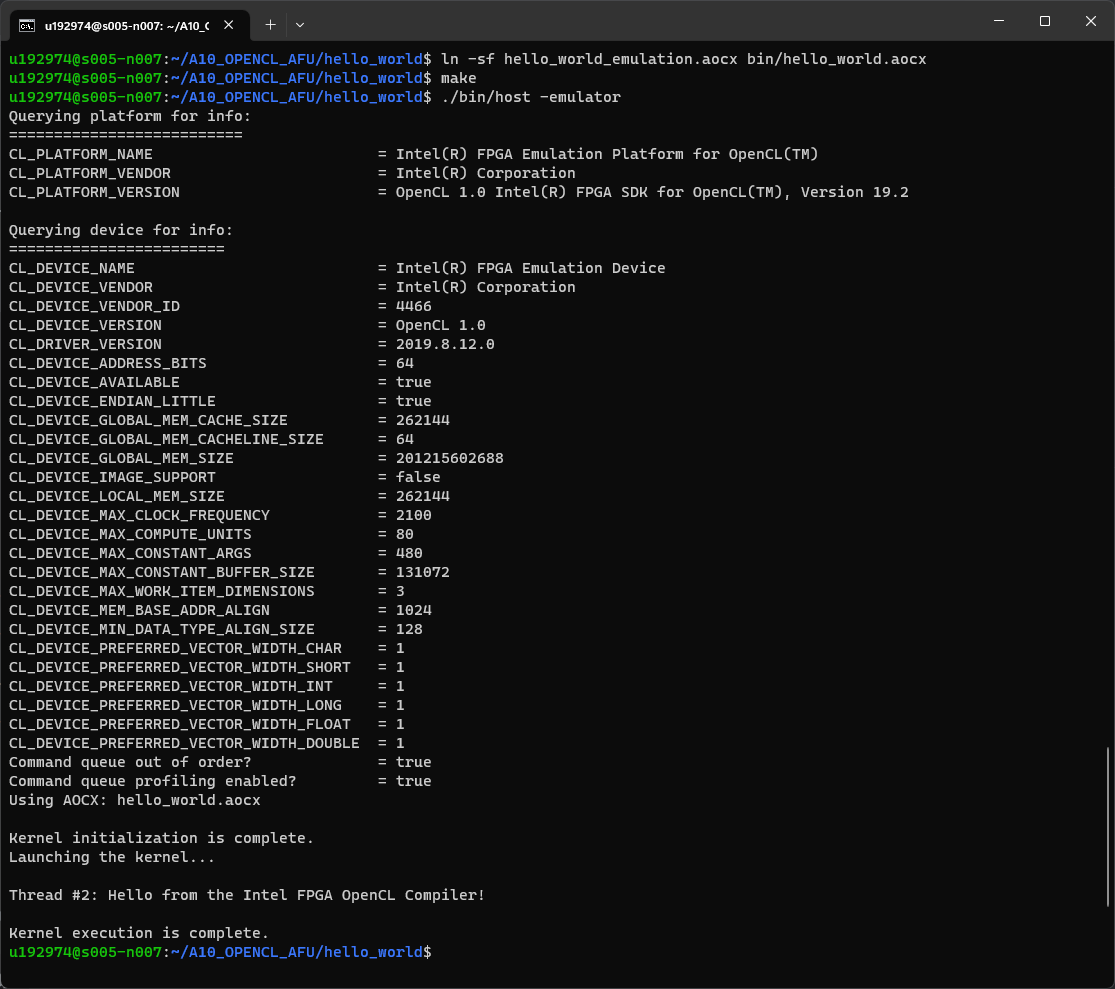 u192974@s005-n007: ~/A10_C
u192974@s005-n007:~/A10_OPENCL_AFU/hello_world$ ln -sf hello_world_emulation.aocx bin/hello_world.aocx
u192974@s005-n007:~/A10_OPENCL_AFU/hello_world$ make
u192974@s005-n007:~/A10_OPENCL_AFU/hello_world$ ./bin/host -emulator
Querying platform for info:
==========================
CL_PLATFORM_NAME                         = Intel(R) FPGA Emulation Platform for OpenCL(TM)
CL_PLATFORM_VENDOR                       = Intel(R) Corporation
CL_PLATFORM_VERSION                      = OpenCL 1.0 Intel(R) FPGA SDK for OpenCL(TM), Version 19.2

Querying device for info:
========================
CL_DEVICE_NAME                           = Intel(R) FPGA Emulation Device
CL_DEVICE_VENDOR                         = Intel(R) Corporation
CL_DEVICE_VENDOR_ID                      = 4466
CL_DEVICE_VERSION                        = OpenCL 1.0
CL_DRIVER_VERSION                        = 2019.8.12.0
CL_DEVICE_ADDRESS_BITS                   = 64
CL_DEVICE_AVAILABLE                      = true
CL_DEVICE_ENDIAN_LITTLE                  = true
CL_DEVICE_GLOBAL_MEM_CACHE_SIZE          = 262144
CL_DEVICE_GLOBAL_MEM_CACHELINE_SIZE      = 64
CL_DEVICE_GLOBAL_MEM_SIZE                = 201215602688
CL_DEVICE_IMAGE_SUPPORT                  = false
CL_DEVICE_LOCAL_MEM_SIZE                 = 262144
CL_DEVICE_MAX_CLOCK_FREQUENCY            = 2100
CL_DEVICE_MAX_COMPUTE_UNITS              = 80
CL_DEVICE_MAX_CONSTANT_ARGS              = 480
CL_DEVICE_MAX_CONSTANT_BUFFER_SIZE       = 131072
CL_DEVICE_MAX_WORK_ITEM_DIMENSIONS       = 3
CL_DEVICE_MEM_BASE_ADDR_ALIGN            = 1024
CL_DEVICE_MIN_DATA_TYPE_ALIGN_SIZE       = 128
CL_DEVICE_PREFERRED_VECTOR_WIDTH_CHAR    = 1
CL_DEVICE_PREFERRED_VECTOR_WIDTH_SHORT   = 1
CL_DEVICE_PREFERRED_VECTOR_WIDTH_INT     = 1
CL_DEVICE_PREFERRED_VECTOR_WIDTH_LONG    = 1
CL_DEVICE_PREFERRED_VECTOR_WIDTH_FLOAT   = 1
CL_DEVICE_PREFERRED_VECTOR_WIDTH_DOUBLE  = 1
Command queue out of order?              = true
Command queue profiling enabled?         = true
Using AOCX: hello_world.aocx

Kernel initialization is complete.
Launching the kernel...

Thread #2: Hello from the Intel FPGA OpenCL Compiler!

Kernel execution is complete.
u192974@s005-n007:~/A10_OPENCL_AFU/hello_world$